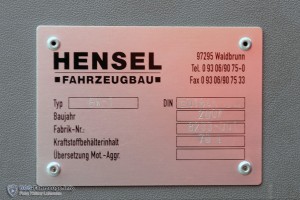 HENSEL
FAHRZEUGBAU
97295 Waldbrunn
Tel. 0 93 06/90 75-0
Fax 0 93 06/90 75 33
Typ
DIN
Baujahr
Fabrik-Nr.:
Kraftstoffbehälterinhalt
Übersetzung Mot.-Aggr.